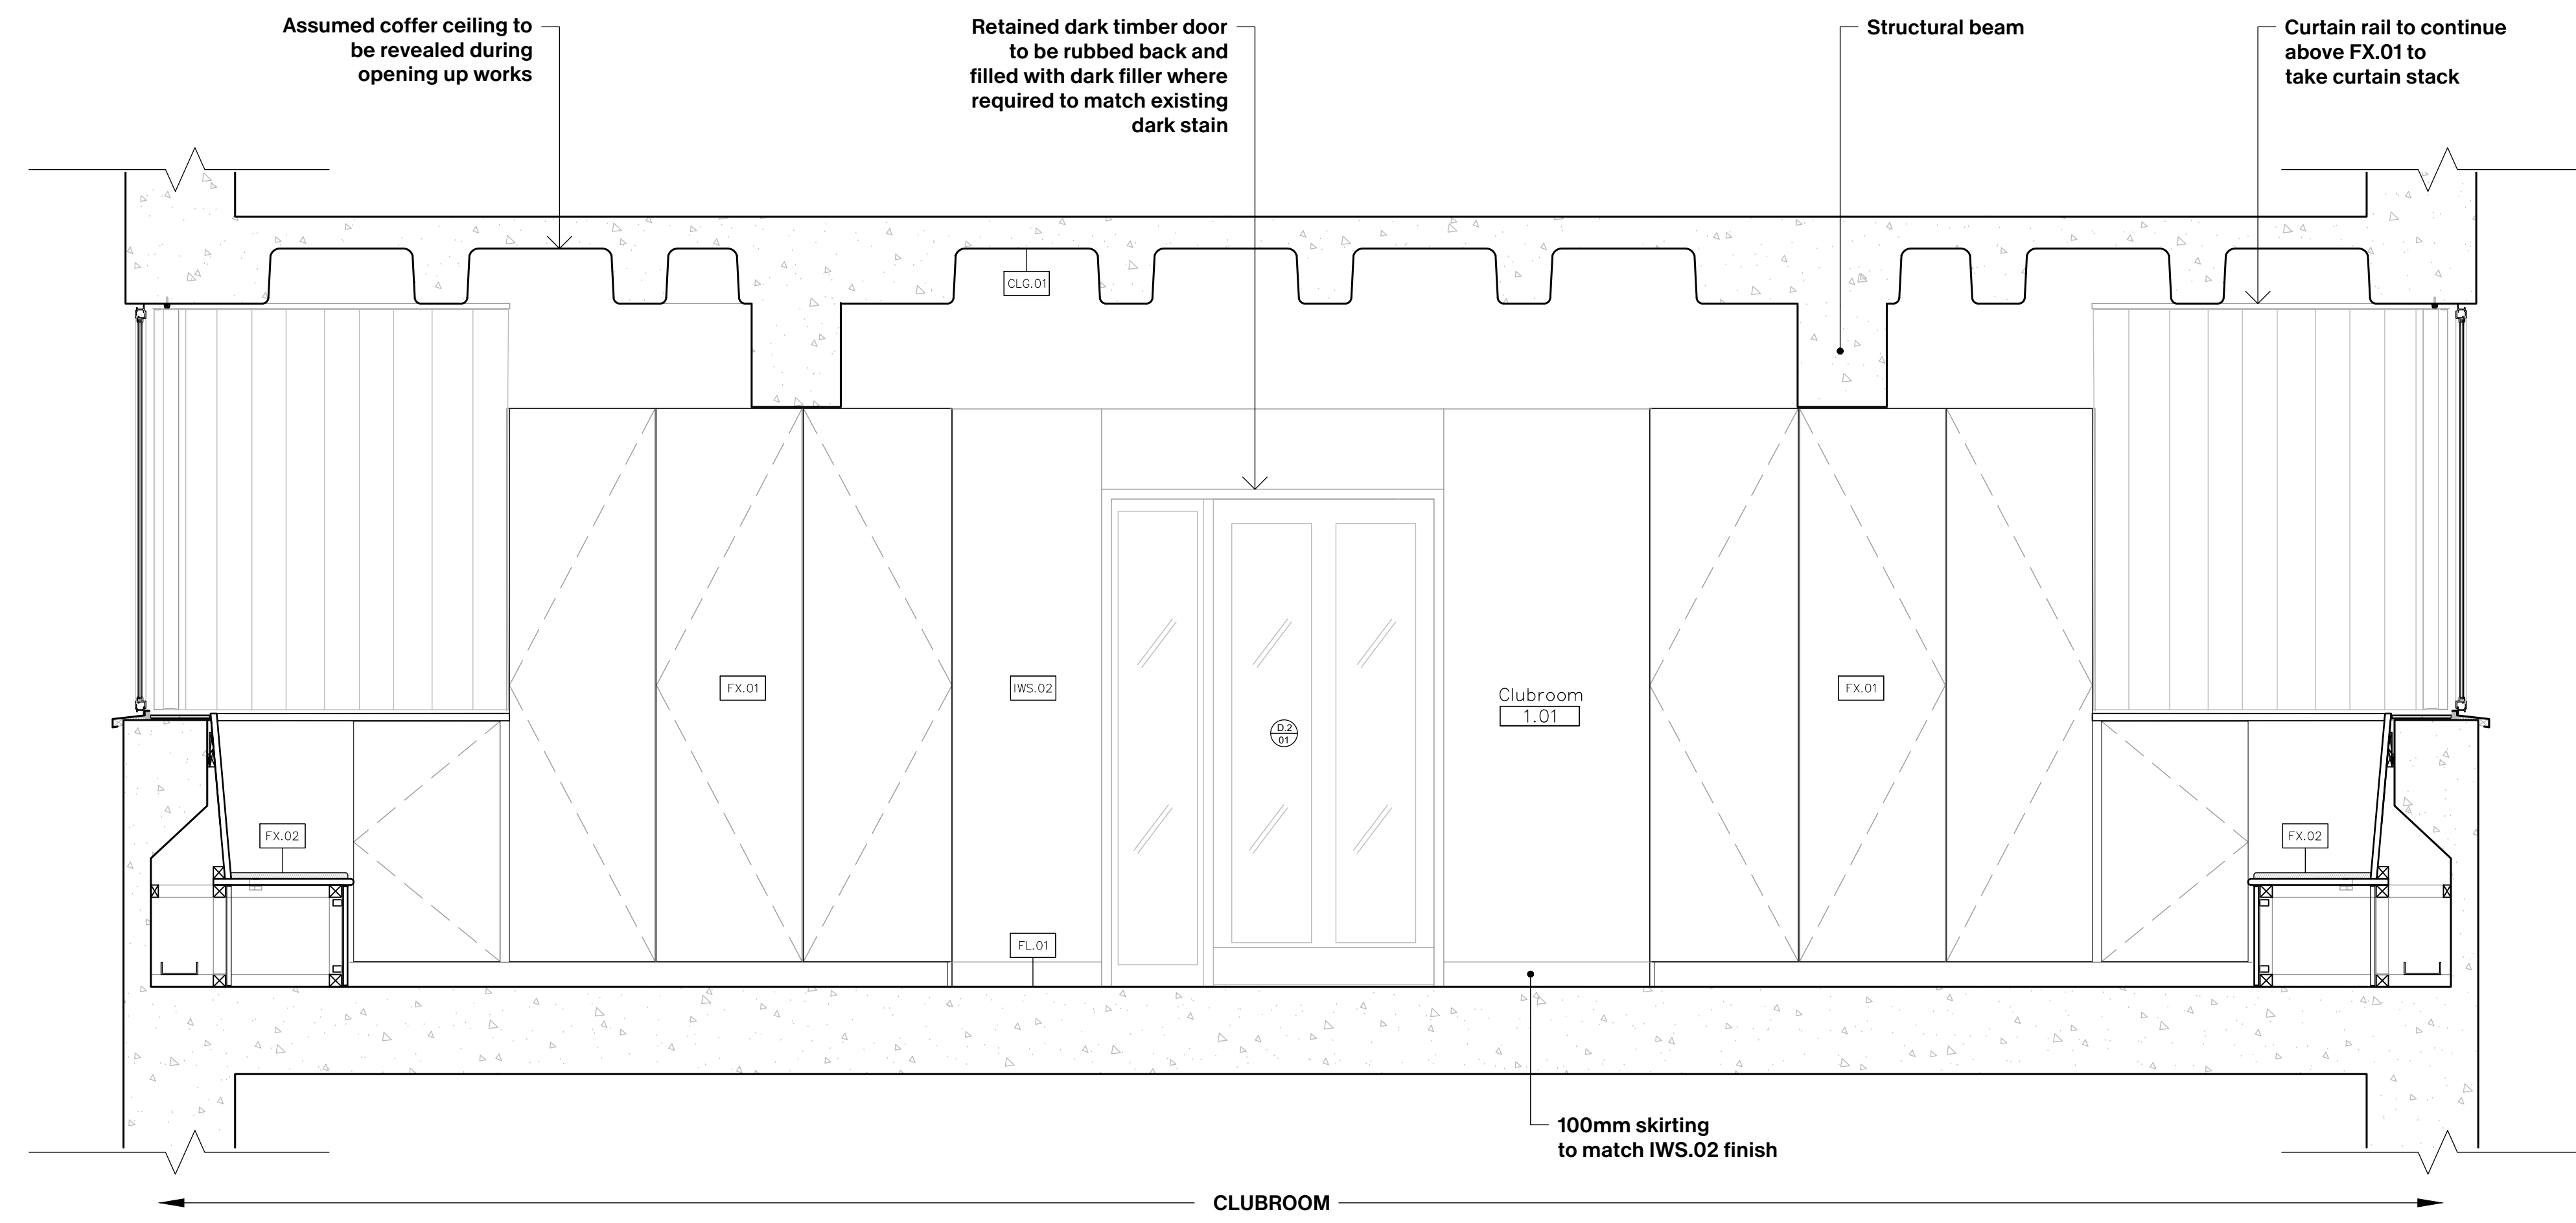 Assumed coffer ceiling to
be revealed during
opening up works
Retained dark timber door
to be rubbed back and
filled with dark filler where
required to match existing
dark stain
Structural beam
Curtain rail to continue
above FX.01 to
take curtain stack
CLG.01
FX.01
IWS.02
Clubroom
1.01
FX.01
D.2
01
FX.02
FX.02
FL.01
100mm skirting
to match IWS.02 finish
CLUBROOM